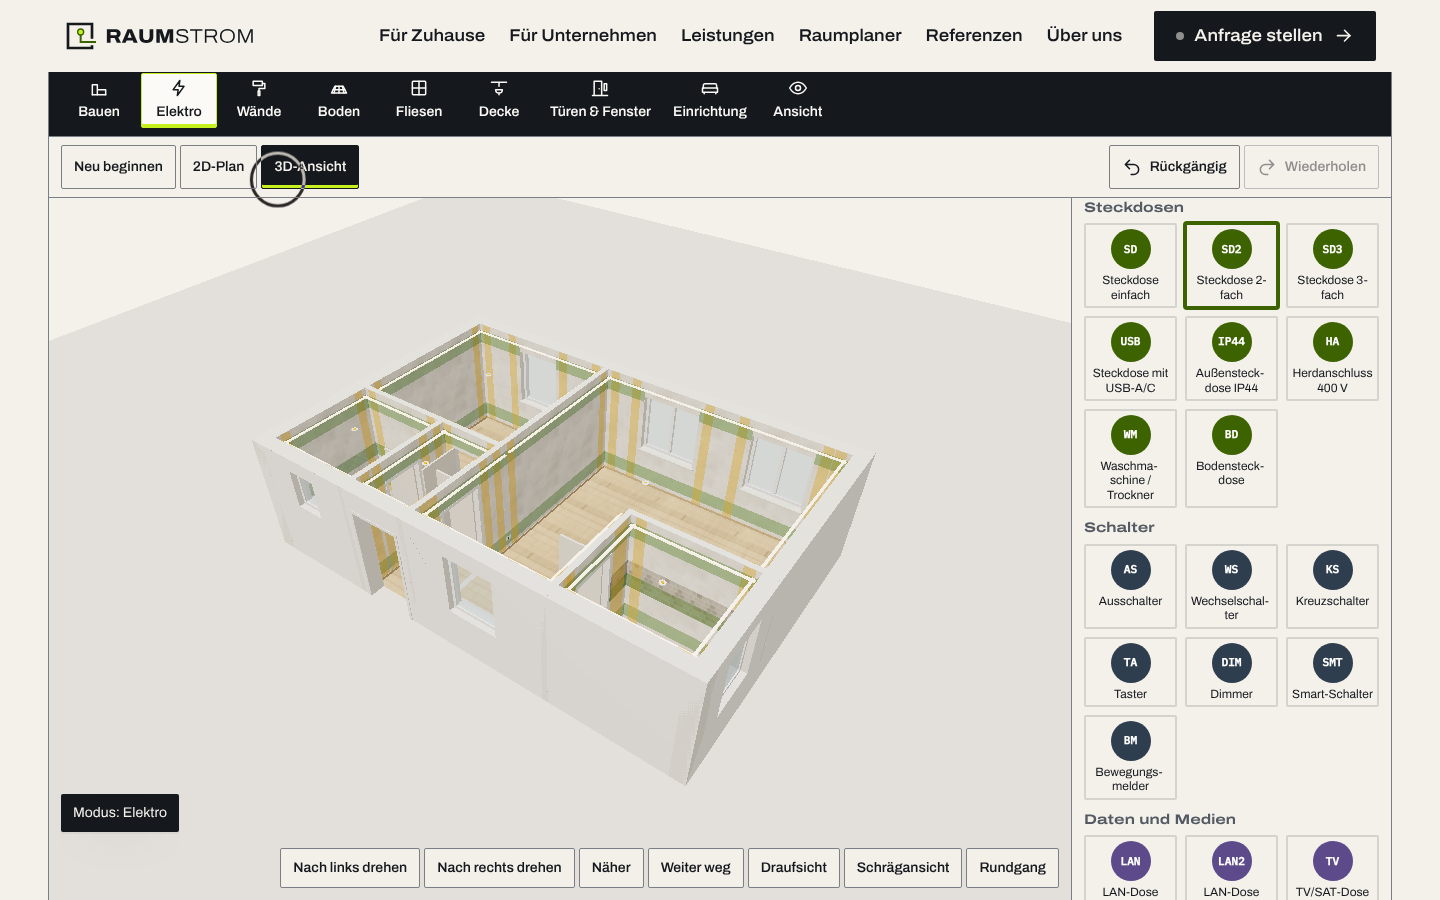 RAUMSTROM
Für Zuhause
Für Unternehmen
Leistungen
Raumplaner
Referenzen
Über uns
Anfrage stellen
Bauen
Elektro
Wände
Boden
Fliesen
Decke
Türen & Fenster
Einrichtung
Ansicht
Neu beginnen
2D-Plan
3D-Ansicht
Rückgängig
Wiederholen
Steckdosen
SD
Steckdose
einfach
SD2
Steckdose 2-
fach
SD3
Steckdose 3-
fach
USB
Steckdose mit
USB-A/C
IP44
Außensteck-
dose IP44
HA
Herdanschluss
400 V
WM
Waschma-
schine /
Trockner
BD
Bodensteck-
dose
Schalter
AS
Ausschalter
WS
Wechselschal-
ter
KS
Kreuzschalter
TA
Taster
DIM
Dimmer
SMT
Smart-Schalter
BM
Bewegungs-
melder
Daten und Medien
LAN
LAN-Dose
LAN2
LAN-Dose
TV
TV/SAT-Dose
Modus: Elektro
Nach links drehen
Nach rechts drehen
Näher
Weiter weg
Draufsicht
Schrägansicht
Rundgang